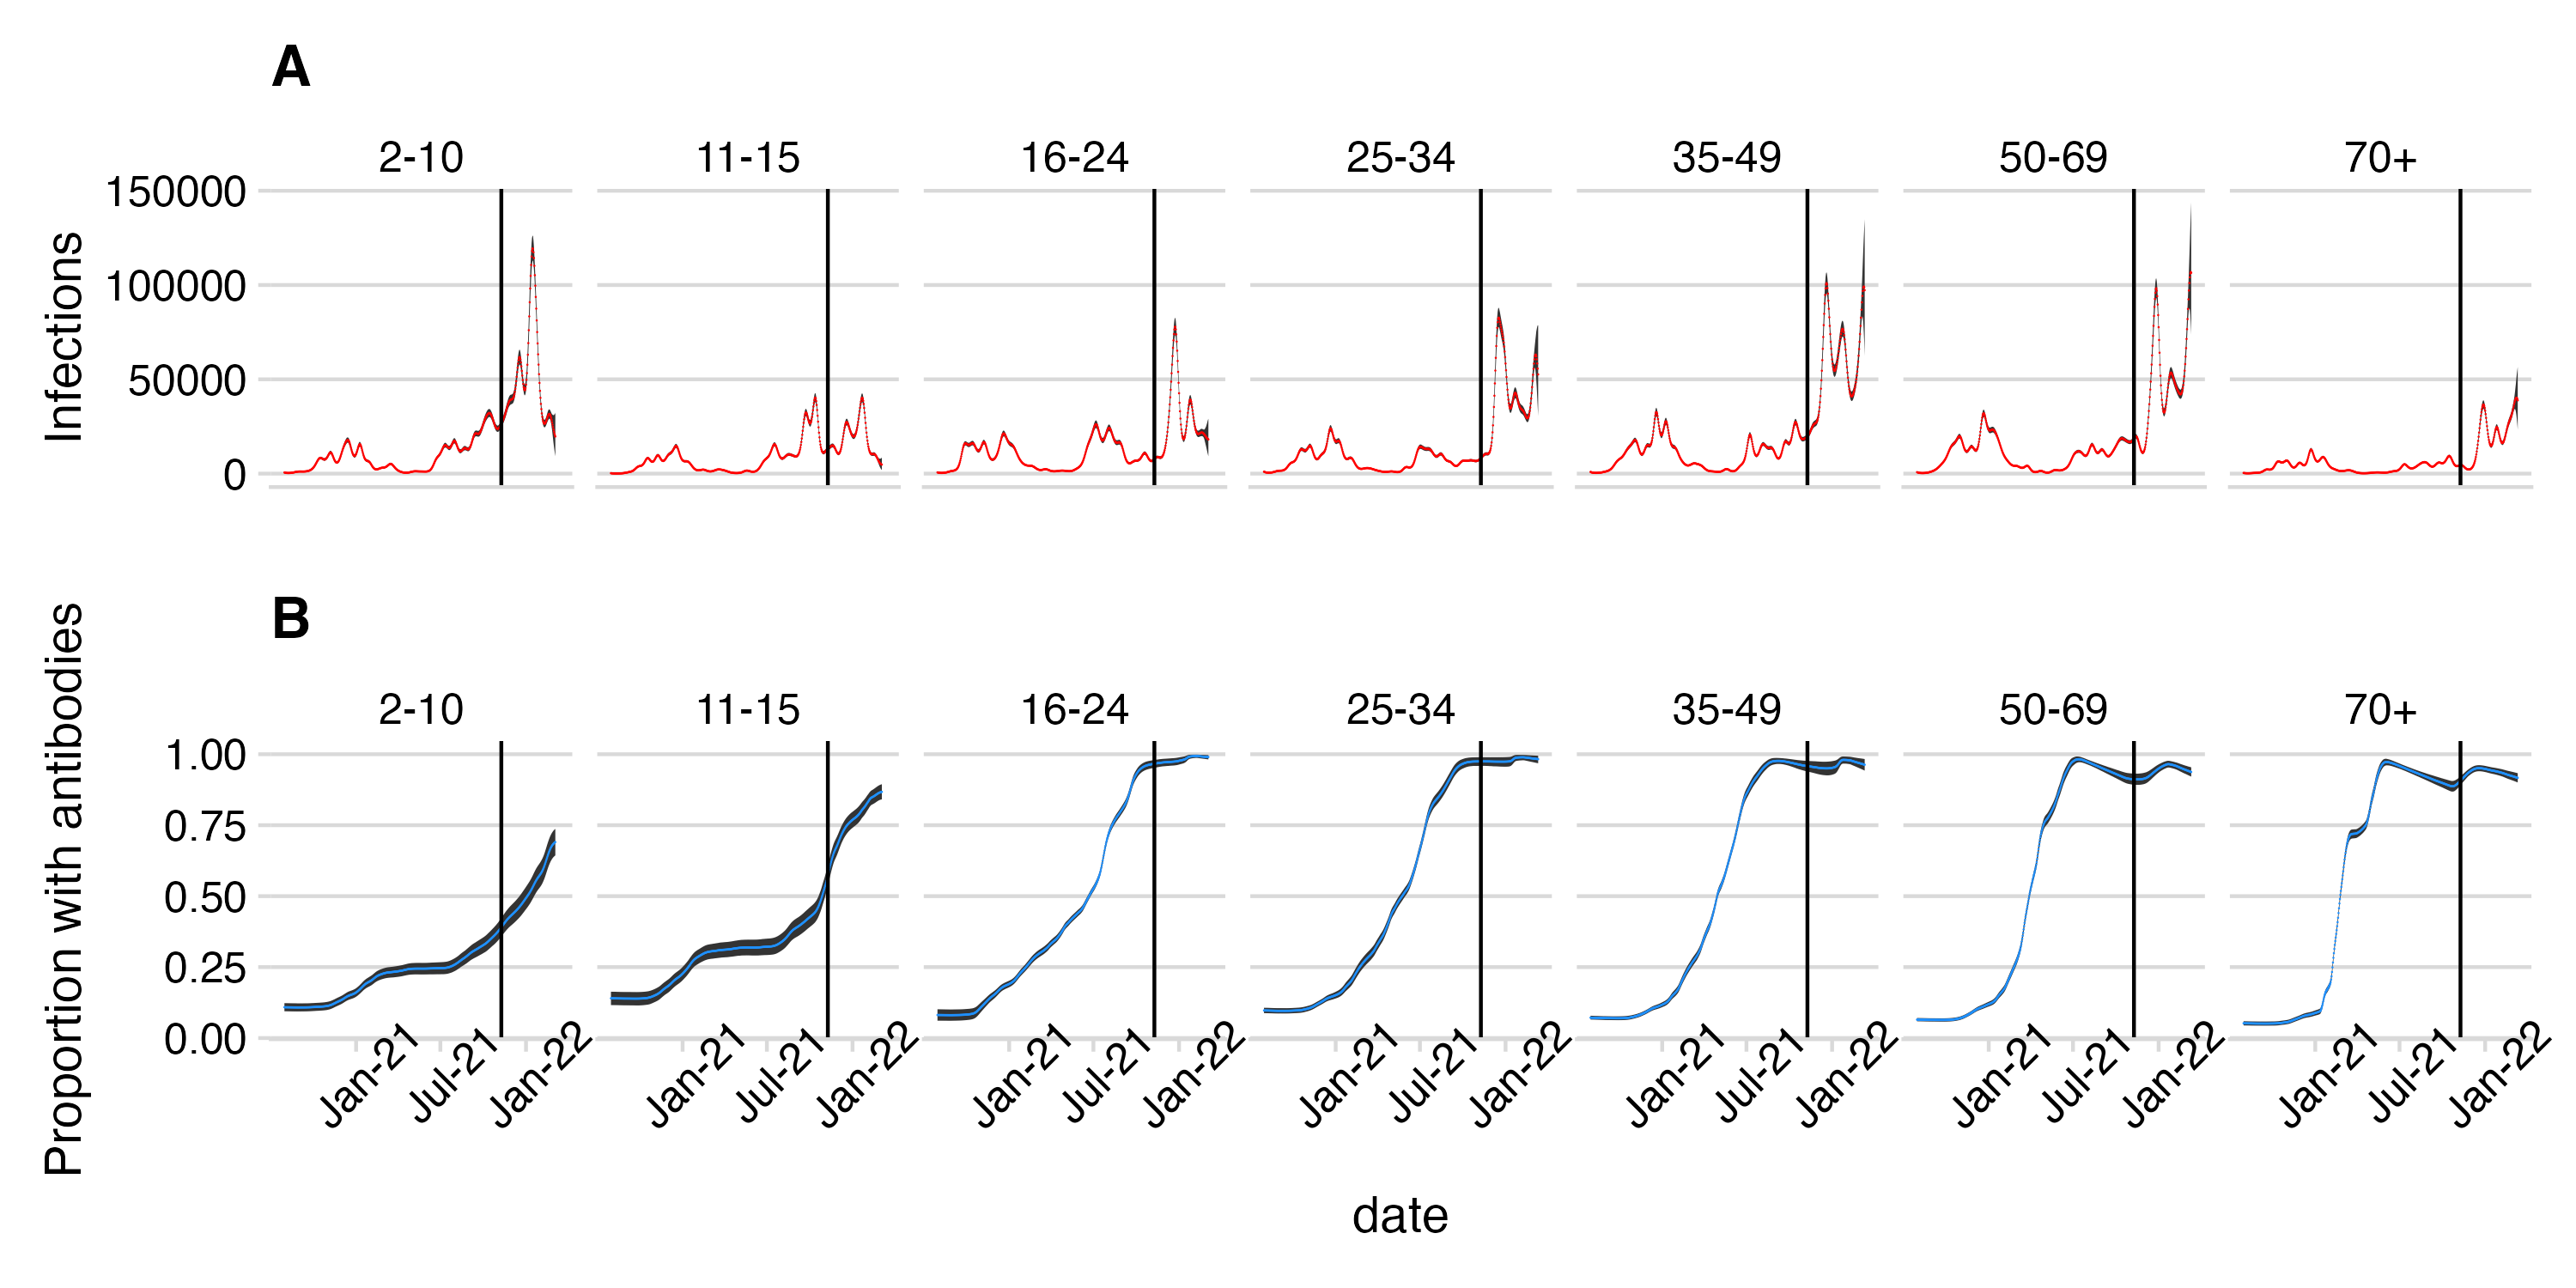 A
2-10 11-15 16-24 25-34 35-49 50-69 70+
150000
100000
50000
0
Infections
B
2-10 11-15 16-24 25-34 35-49 50-69 70+
1.00
0.75
0.50
0.25
0.00
Proportion with antibodies
Jan-21 Jul-21 Jan-22 Jan-21 Jul-21 Jan-22 Jan-21 Jul-21 Jan-22 Jan-21 Jul-21 Jan-22 Jan-21 Jul-21 Jan-22 Jan-21 Jul-21 Jan-22 Jan-21 Jul-21 Jan-22
date